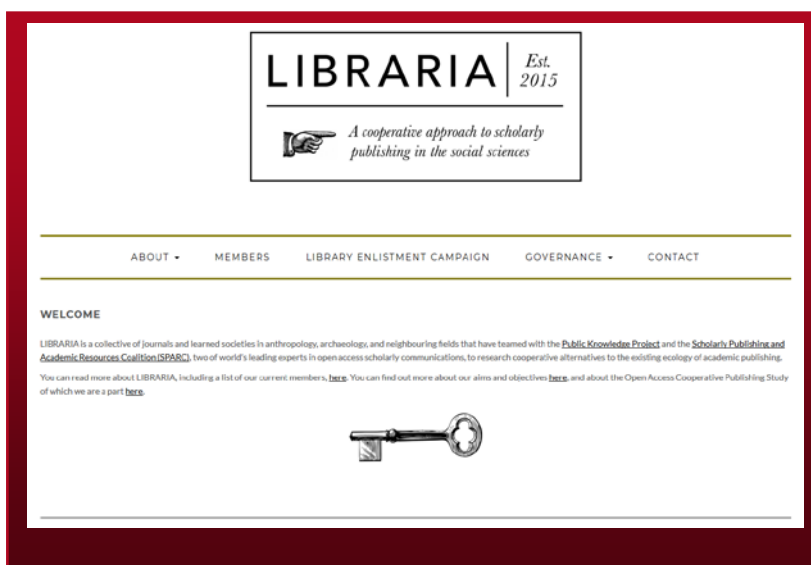 LIBRARIA
Est.
2015
A cooperative approach to scholarly
publishing in the social sciences
ABOUT MEMBERS LIBRARY ENLISTMENT CAMPAIGN GOVERNANCE CONTACT
WELCOME
LIBRARIA is a collective of journals and learned societies in anthropology, archaeology, and neighbouring fields that have teamed with the Public Knowledge Project and the Scholarly Publishing and
Academic Resources Coalition (SPARC), two of world's leading experts in open access scholarly communications, to research cooperative alternatives to the existing ecology of academic publishing.
You can read more about LIBRARIA, including a list of our current members, here. You can find out more about our aims and objectives here, and about the Open Access Cooperative Publishing Study
of which we are a part here.